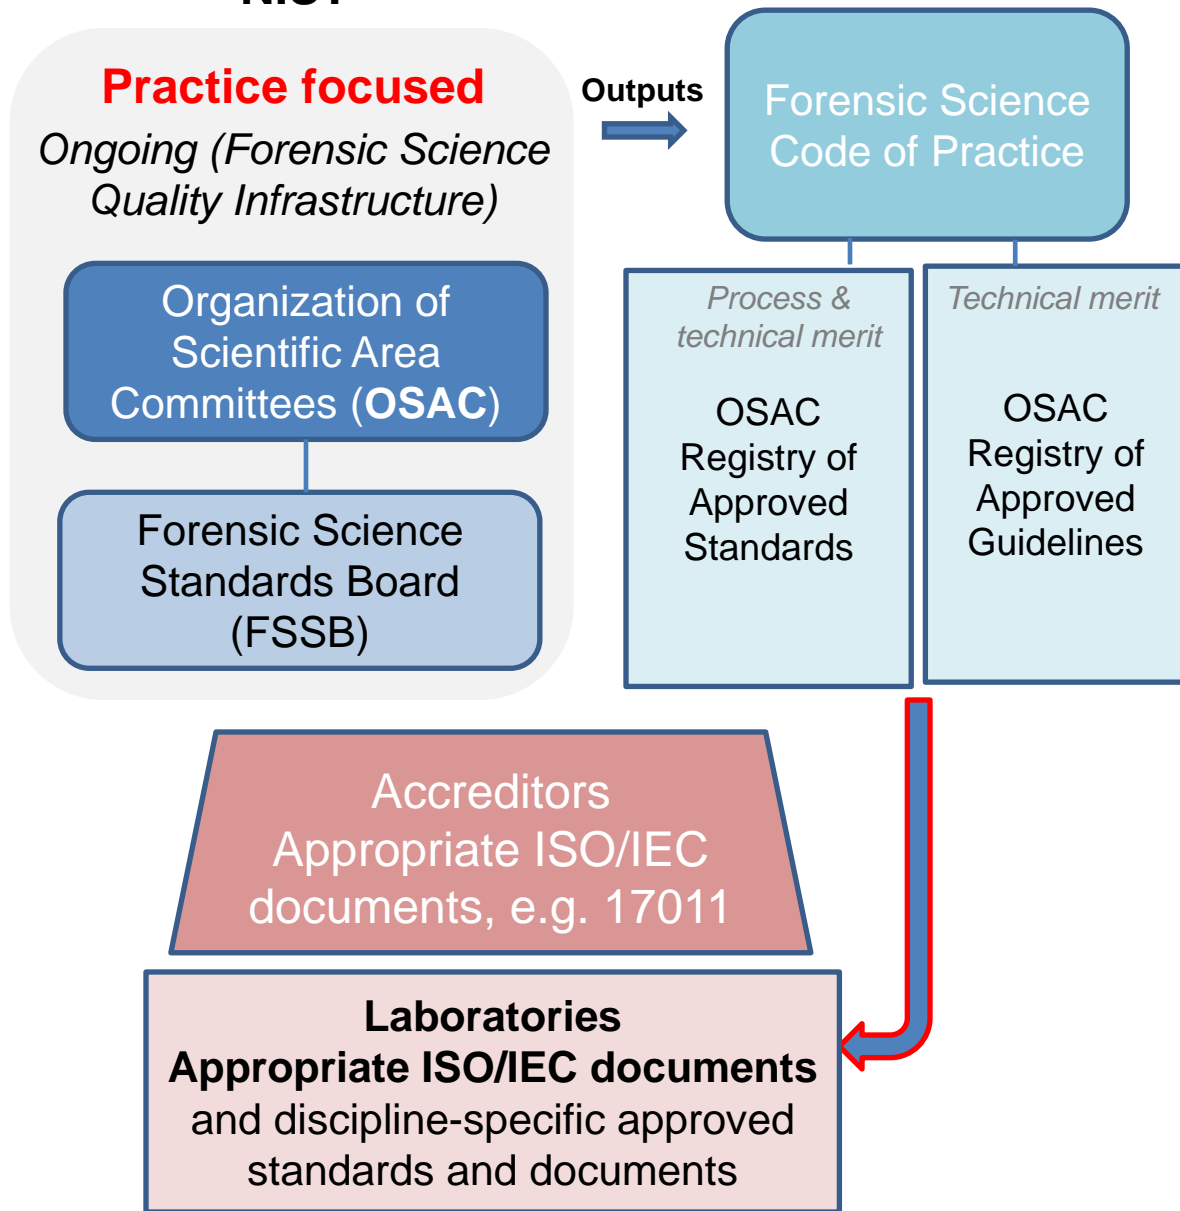 Practice focused
Ongoing (Forensic Science
Quality Infrastructure)
Organization of
Scientific Area
Committees (OSAC)
Forensic Science
Standards Board
(FSSB)
Outputs
Forensic Science
Code of Practice
Process &
technical merit
OSAC
Registry of
Approved
Standards
Technical merit
OSAC
Registry of
Approved
Guidelines
Accreditors
Appropriate ISO/IEC
documents, e.g. 17011
Laboratories
Appropriate ISO/IEC documents
and discipline-specific approved
standards and documents